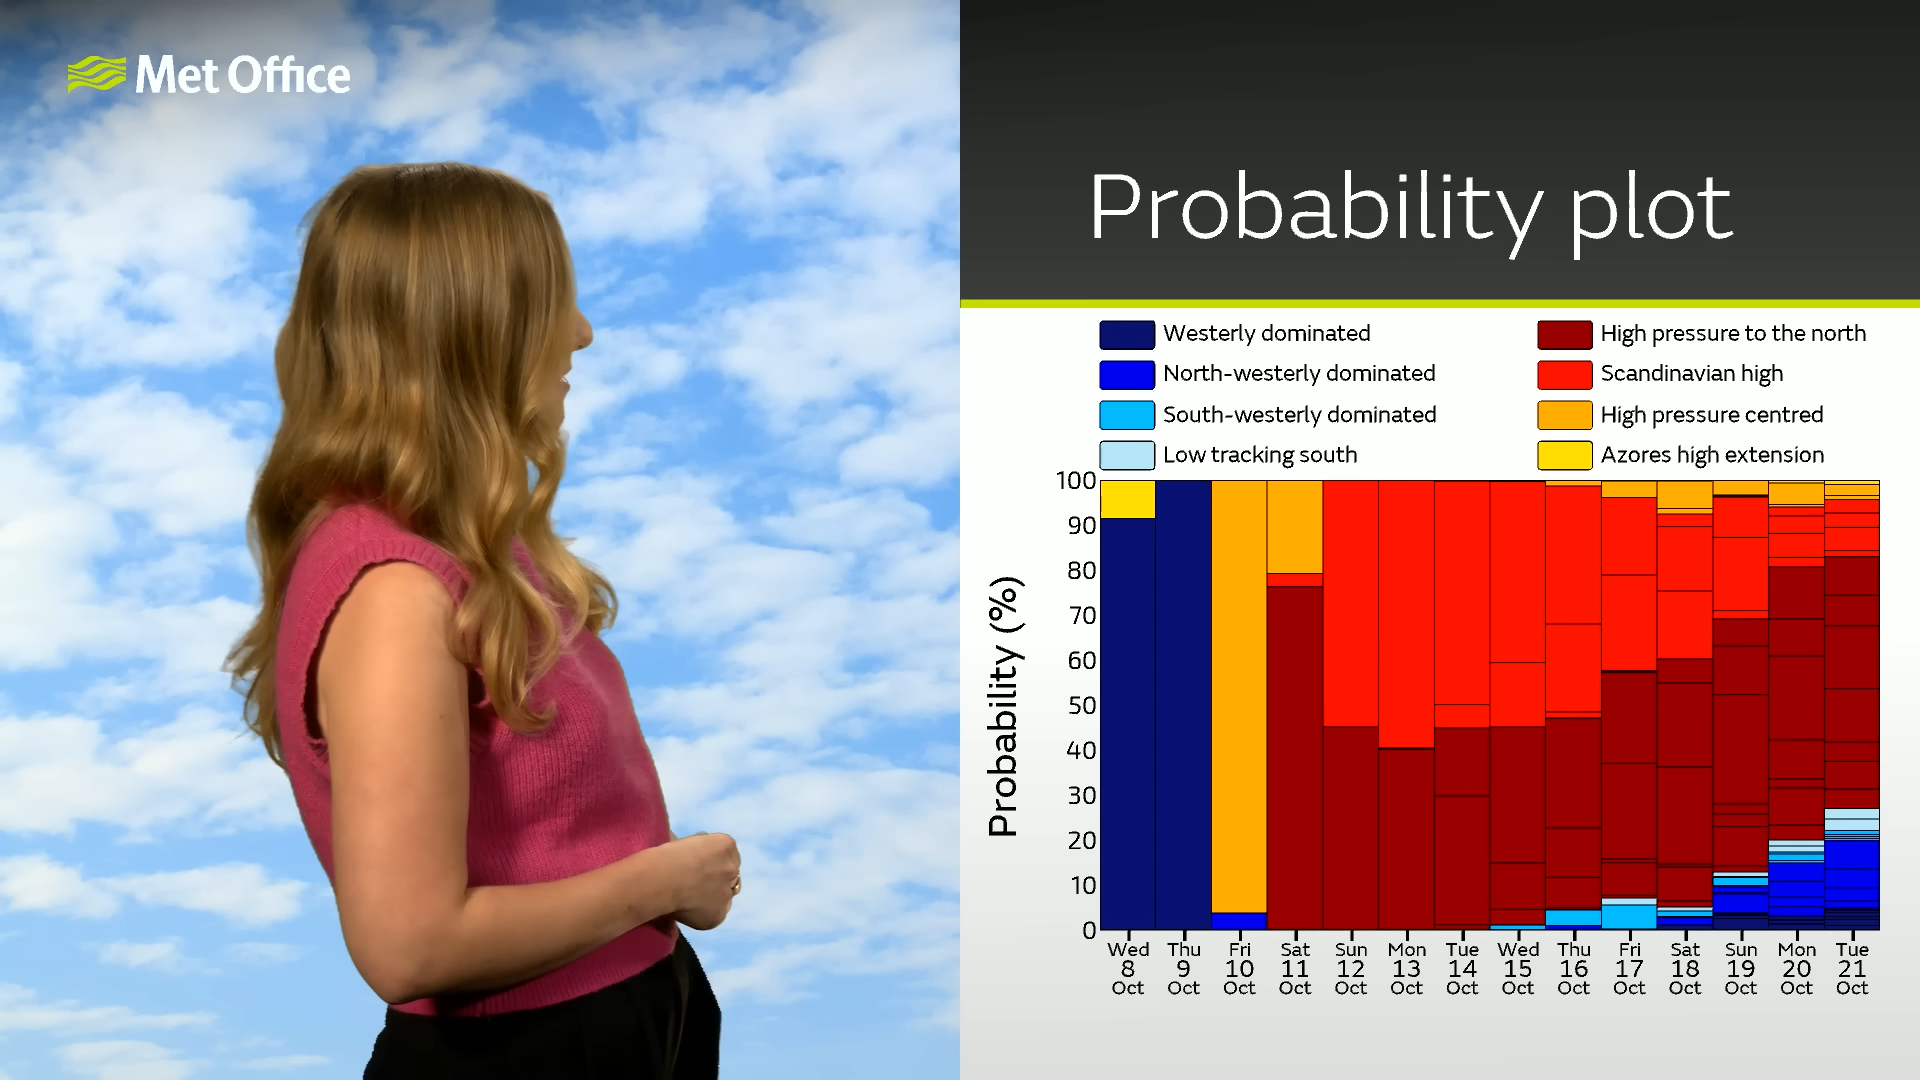 Met Office
Probability plot
Westerly dominated
North-westerly dominated
South-westerly dominated
Low tracking south
High pressure to the north
Scandinavian high
High pressure centred
Azores high extension
Probability (%)
100
90
80
70
60
50
40
30
20
10
0
Wed 8 Oct
Thu 9 Oct
Fri 10 Oct
Sat 11 Oct
Sun 12 Oct
Mon 13 Oct
Tue 14 Oct
Wed 15 Oct
Thu 16 Oct
Fri 17 Oct
Sat 18 Oct
Sun 19 Oct
Mon 20 Oct
Tue 21 Oct